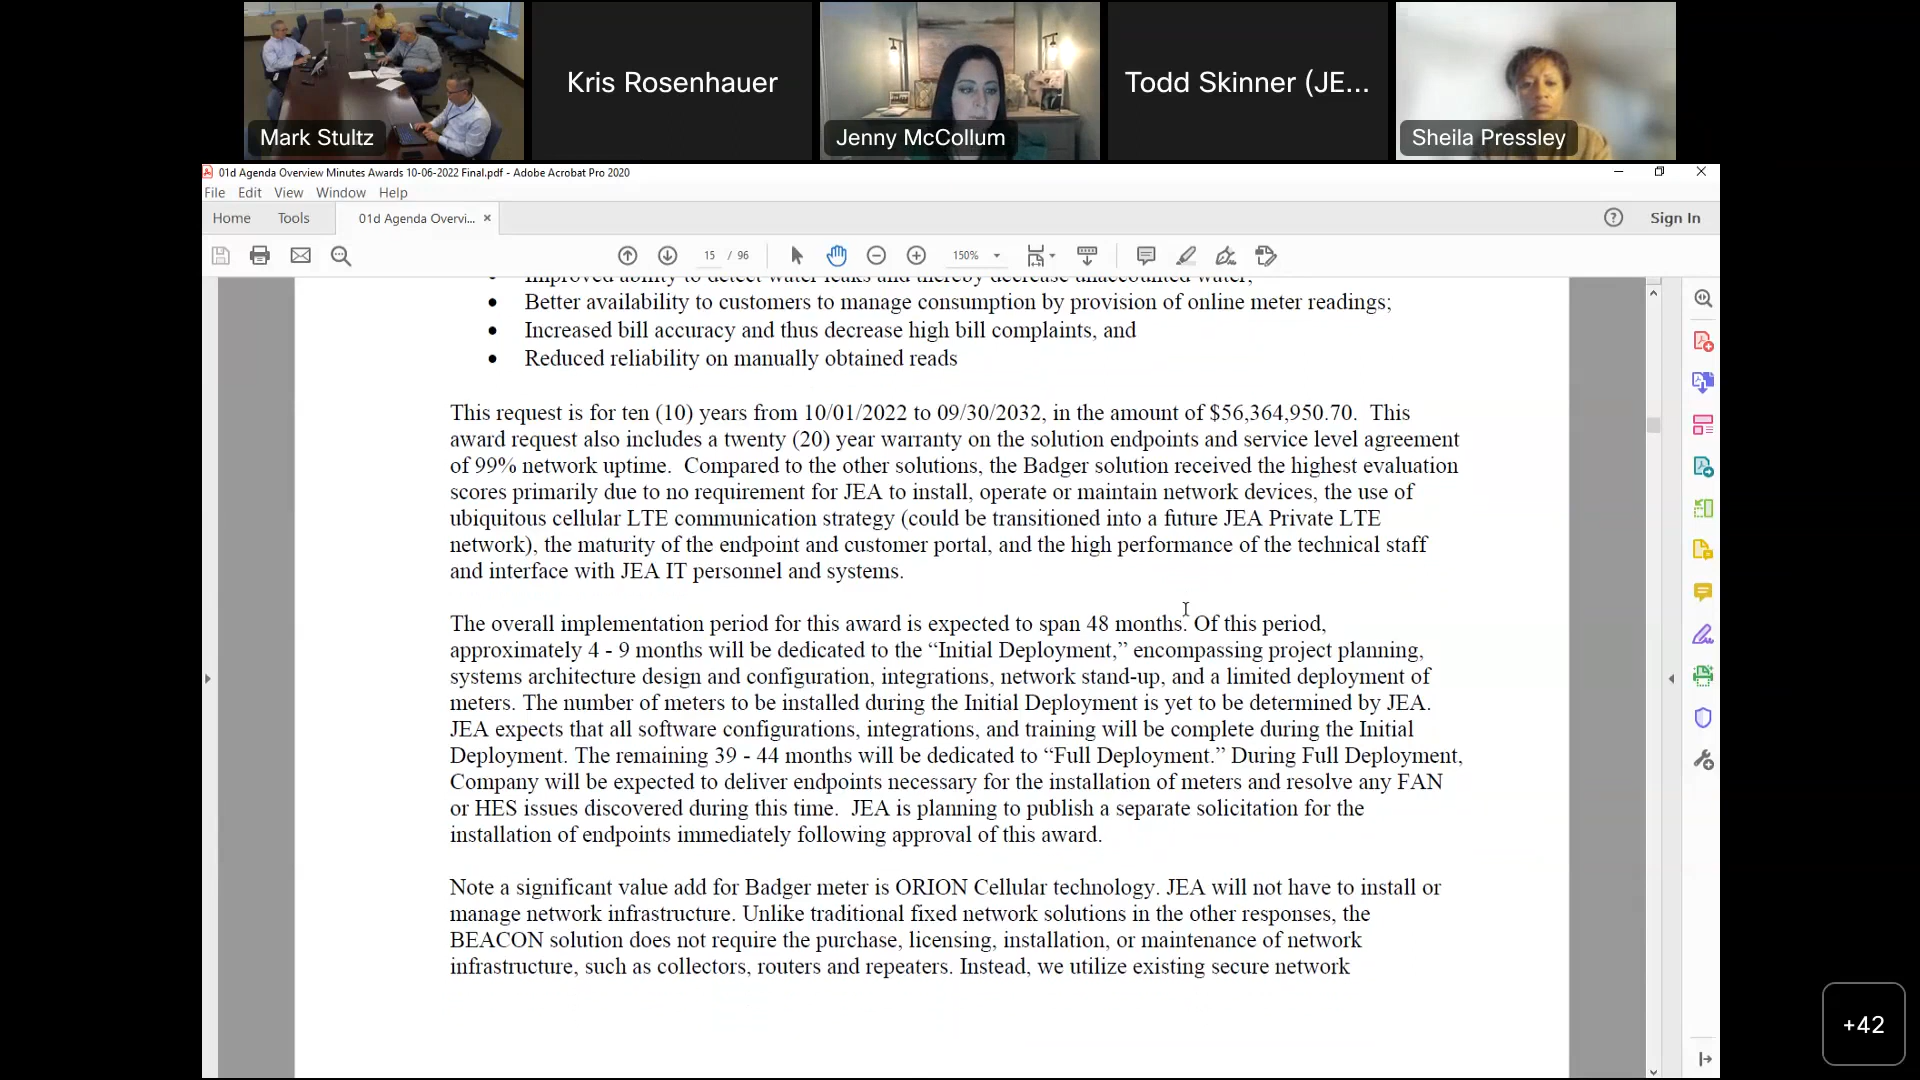 Mark Stultz
Kris Rosenhauer
Jenny McCollum
Todd Skinner (JE...
Sheila Pressley
01d Agenda Overview Minutes Awards 10-06-2022 Final.pdf - Adobe Acrobat Pro 2020
File Edit View Window Help
Home Tools 01d Agenda Overvi... × Sign In
15 / 96 150%
Improved ability to detect water leaks and thereby decrease unaccounted water;
• Better availability to customers to manage consumption by provision of online meter readings;
• Increased bill accuracy and thus decrease high bill complaints, and
• Reduced reliability on manually obtained reads
This request is for ten (10) years from 10/01/2022 to 09/30/2032, in the amount of $56,364,950.70. This
award request also includes a twenty (20) year warranty on the solution endpoints and service level agreement
of 99% network uptime. Compared to the other solutions, the Badger solution received the highest evaluation
scores primarily due to no requirement for JEA to install, operate or maintain network devices, the use of
ubiquitous cellular LTE communication strategy (could be transitioned into a future JEA Private LTE
network), the maturity of the endpoint and customer portal, and the high performance of the technical staff
and interface with JEA IT personnel and systems.
The overall implementation period for this award is expected to span 48 months. Of this period,
approximately 4 - 9 months will be dedicated to the “Initial Deployment,” encompassing project planning,
systems architecture design and configuration, integrations, network stand-up, and a limited deployment of
meters. The number of meters to be installed during the Initial Deployment is yet to be determined by JEA.
JEA expects that all software configurations, integrations, and training will be complete during the Initial
Deployment. The remaining 39 - 44 months will be dedicated to “Full Deployment.” During Full Deployment,
Company will be expected to deliver endpoints necessary for the installation of meters and resolve any FAN
or HES issues discovered during this time. JEA is planning to publish a separate solicitation for the
installation of endpoints immediately following approval of this award.
Note a significant value add for Badger meter is ORION Cellular technology. JEA will not have to install or
manage network infrastructure. Unlike traditional fixed network solutions in the other responses, the
BEACON solution does not require the purchase, licensing, installation, or maintenance of network
infrastructure, such as collectors, routers and repeaters. Instead, we utilize existing secure network
+42